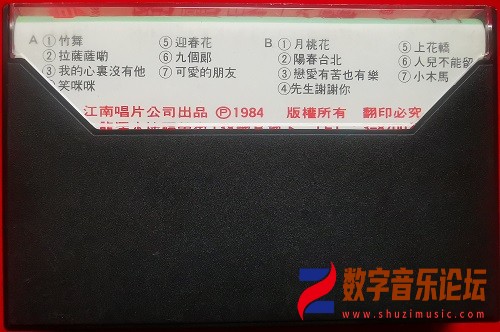 A ①竹舞
②拉薩薩喲
③我的心裏沒有他
④笑咪咪
⑤迎春花
⑥九個郎
⑦可愛的朋友
B ①月桃花
②陽春台北
③戀愛有苦也有樂
④先生謝謝你
⑤上花轎
⑥人兒不能留
⑦小木馬
江南唱片公司出品 Ⓟ1984 版權所有 翻印必究
数字音乐论坛
www.shuzimusic.com